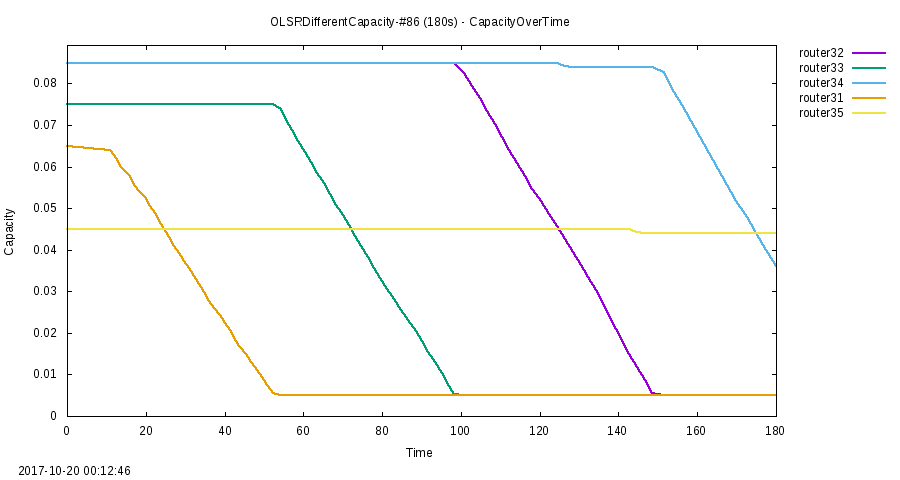 OLSRDifferentCapacity-#86 (180s) - CapacityOverTime
router32
router33
router34
router31
router35
0.08
0.07
0.06
0.05
0.04
0.03
0.02
0.01
0
Capacity
0 20 40 60 80 100 120 140 160 180
Time
2017-10-20 00:12:46